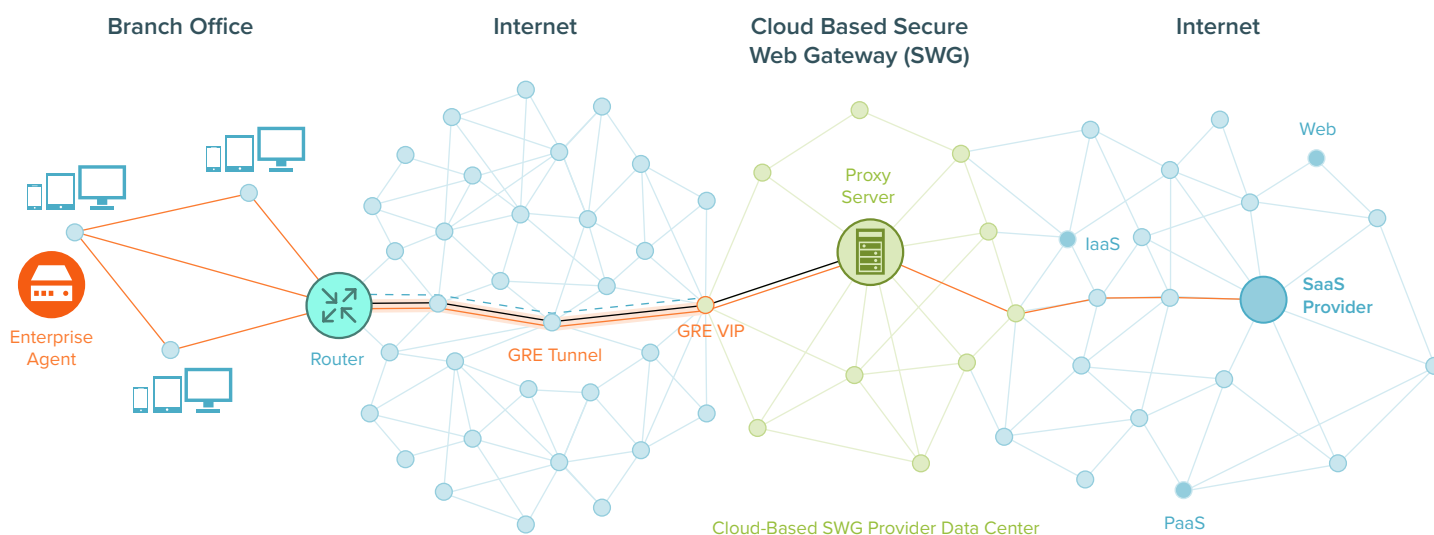 Branch Office
Internet
Cloud Based Secure
Web Gateway (SWG)
Internet
Web
Proxy
Server
IaaS
SaaS
Provider
GRE VIP
Enterprise
Agent
Router
GRE Tunnel
Cloud-Based SWG Provider Data Center
PaaS